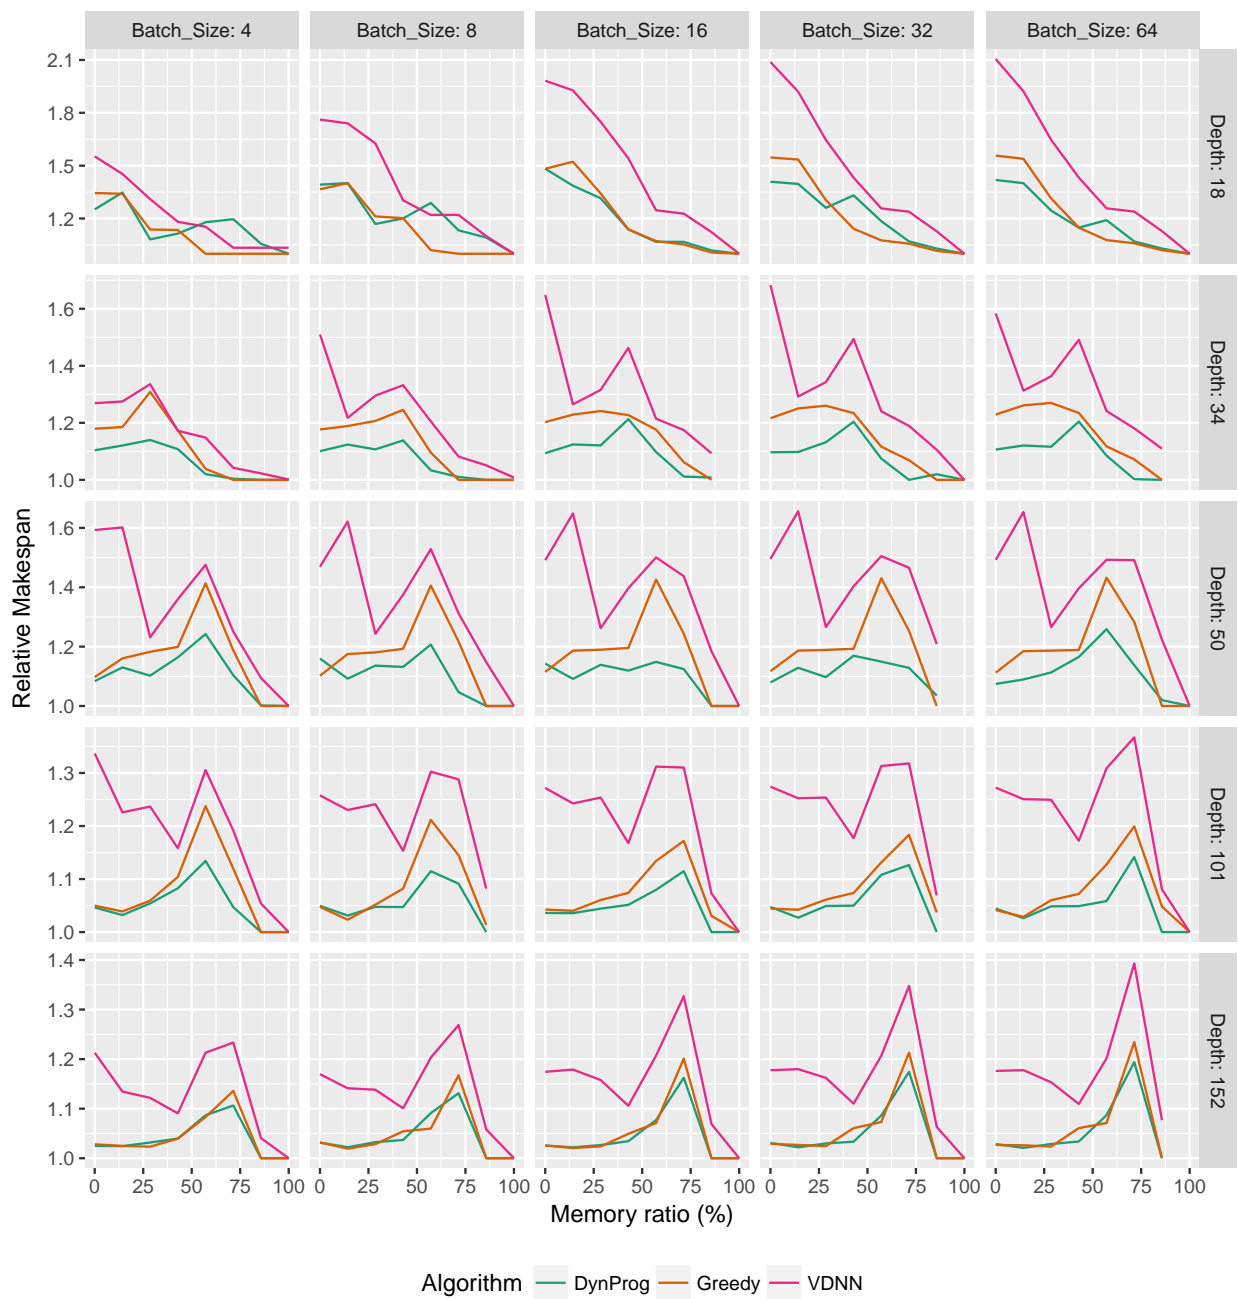 Batch_Size: 4 Batch_Size: 8 Batch_Size: 16 Batch_Size: 32 Batch_Size: 64
2.1
1.8
1.5
1.2
Depth: 18
1.6
1.4
1.2
1.0
Depth: 34
1.6
1.4
1.2
1.0
Depth: 50
1.3
1.2
1.1
1.0
Depth: 101
1.4
1.3
1.2
1.1
1.0
Depth: 152
Relative Makespan
0 25 50 75 100 0 25 50 75 100 0 25 50 75 100 0 25 50 75 100 0 25 50 75 100
Memory ratio (%)
Algorithm DynProg Greedy VDNN